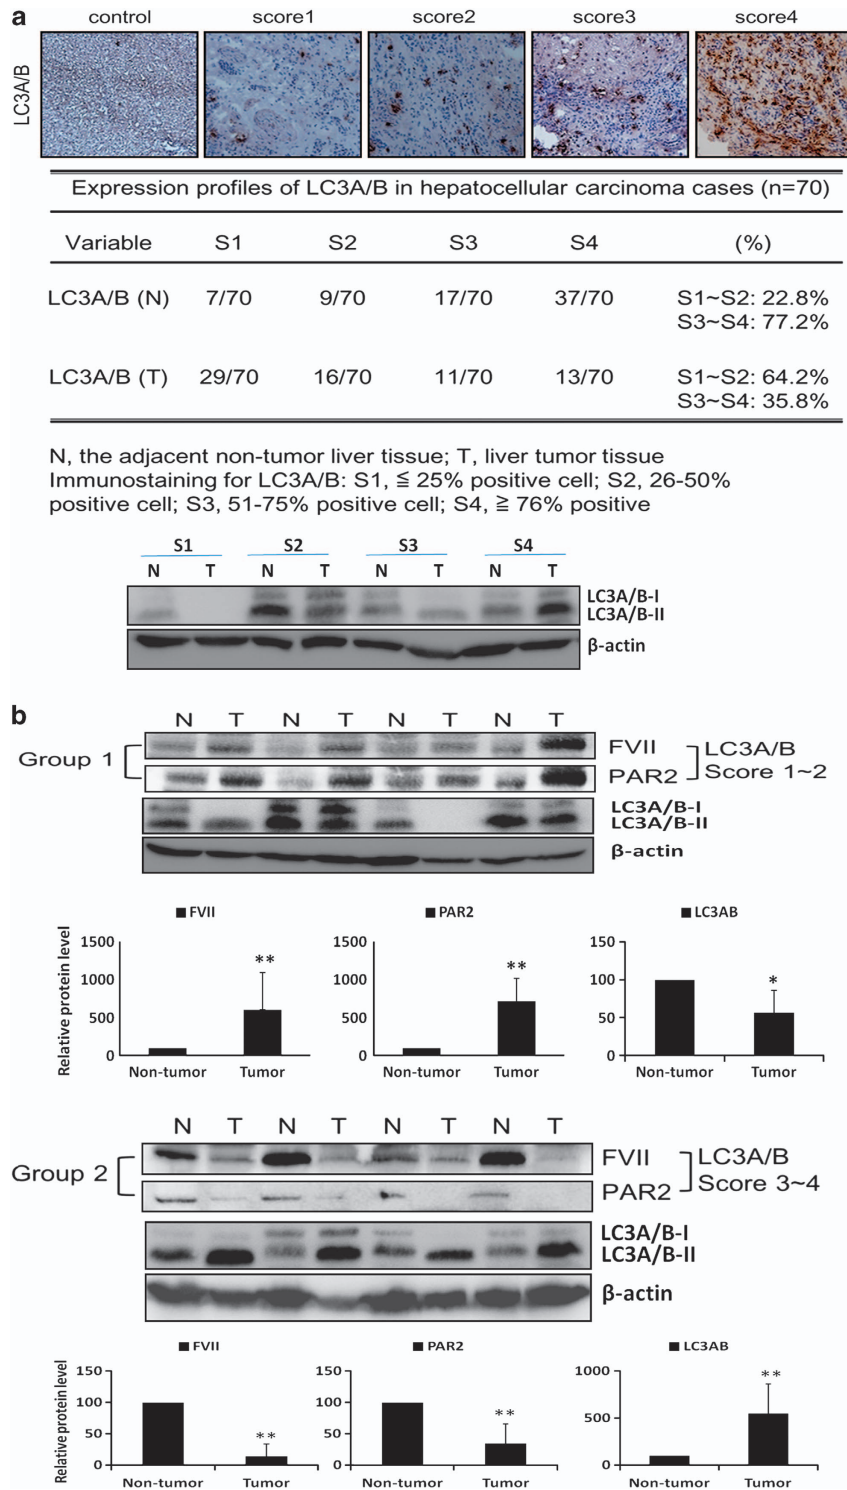 a
control score1 score2 score3 score4
LC3A/B
Expression profiles of LC3A/B in hepatocellular carcinoma cases (n=70)
Variable S1 S2 S3 S4 (%)
LC3A/B (N) 7/70 9/70 17/70 37/70 S1~S2: 22.8%
S3~S4: 77.2%
LC3A/B (T) 29/70 16/70 11/70 13/70 S1~S2: 64.2%
S3~S4: 35.8%
N, the adjacent non-tumor liver tissue; T, liver tumor tissue
Immunostaining for LC3A/B: S1, ≦ 25% positive cell; S2, 26-50%
positive cell; S3, 51-75% positive cell; S4, ≧ 76% positive
S1 S2 S3 S4
N T N T N T N T
LC3A/B-I
LC3A/B-II
β-actin
b
N T N T N T N T
Group 1 FVII LC3A/B
PAR2 Score 1~2
LC3A/B-I
LC3A/B-II
β-actin
FVII PAR2 LC3AB
Relative protein level
1500 1500 150
1000 ** 1000 ** 100
500 500 50 *
0 0 0
Non-tumor Tumor Non-tumor Tumor Non-tumor Tumor
N T N T N T N T
Group 2 FVII LC3A/B
PAR2 Score 3~4
LC3A/B-I
LC3A/B-II
β-actin
FVII PAR2 LC3AB
Relative protein level
150 150 1000 **
100 100
50 ** 50 ** 500
0 0 0
Non-tumor Tumor Non-tumor Tumor Non-tumor Tumor